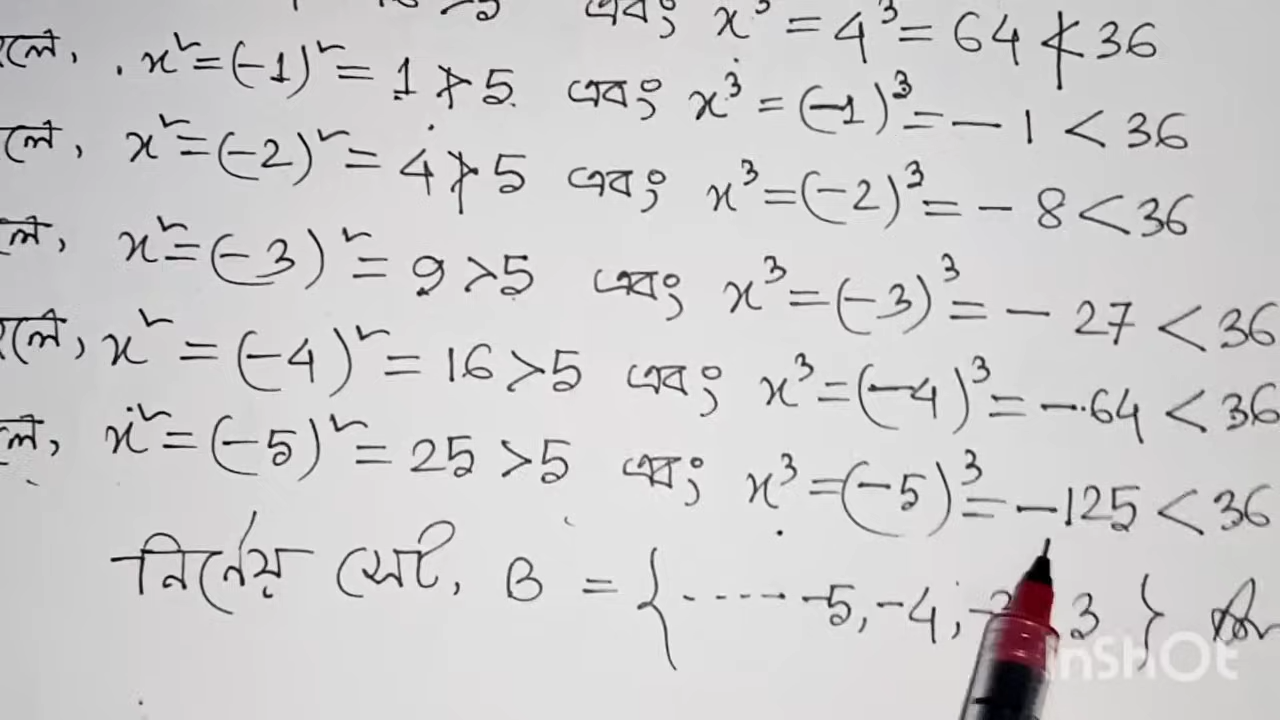 >5 এবং x³ = 4³ = 64 ≮ 36
হলে, x² = (-1)² = 1 ≯ 5 এবং x³ = (-1)³ = - 1 < 36
লে, x² = (-2)² = 4 ≯ 5 এবং x³ = (-2)³ = - 8 < 36
লে, x² = (-3)² = 9 > 5 এবং x³ = (-3)³ = - 27 < 36
হলে, x² = (-4)² = 16 > 5 এবং x³ = (-4)³ = - 64 < 36
লে, x² = (-5)² = 25 > 5 এবং x³ = (-5)³ = -125 < 36
নির্ণেয় সেট, B = { ...... -5, -4, 3 }
InShOt